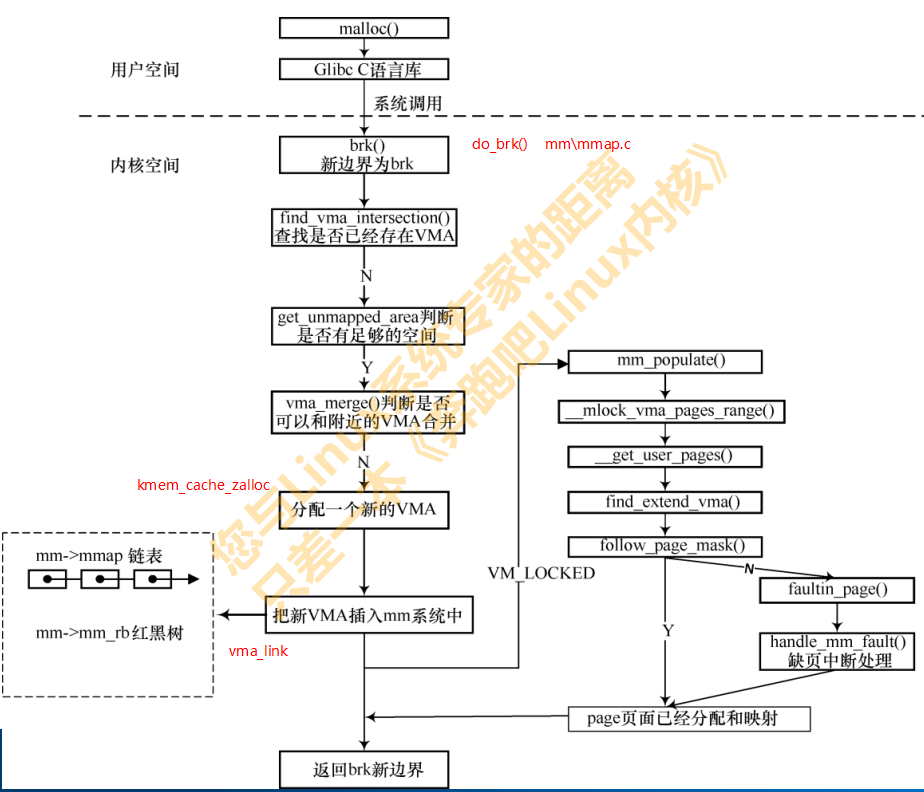 malloc()
用户空间
Glibc C语言库
系统调用
brk()
新边界为brk
do_brk() mm\mmap.c
内核空间
find_vma_intersection()
查找是否已经存在VMA
N
get_unmapped_area判断
是否有足够的空间
Y
vma_merge()判断是否
可以和附近的VMA合并
N
kmem_cache_zalloc
分配一个新的VMA
mm->mmap 链表
mm->mm_rb红黑树
把新VMA插入mm系统中
vma_link
VM_LOCKED
mm_populate()
__mlock_vma_pages_range()
__get_user_pages()
find_extend_vma()
follow_page_mask()
N
faultin_page()
Y
handle_mm_fault()
缺页中断处理
page页面已经分配和映射
返回brk新边界
您与Linux系统专家的距离
只差一本《奔跑吧Linux内核》